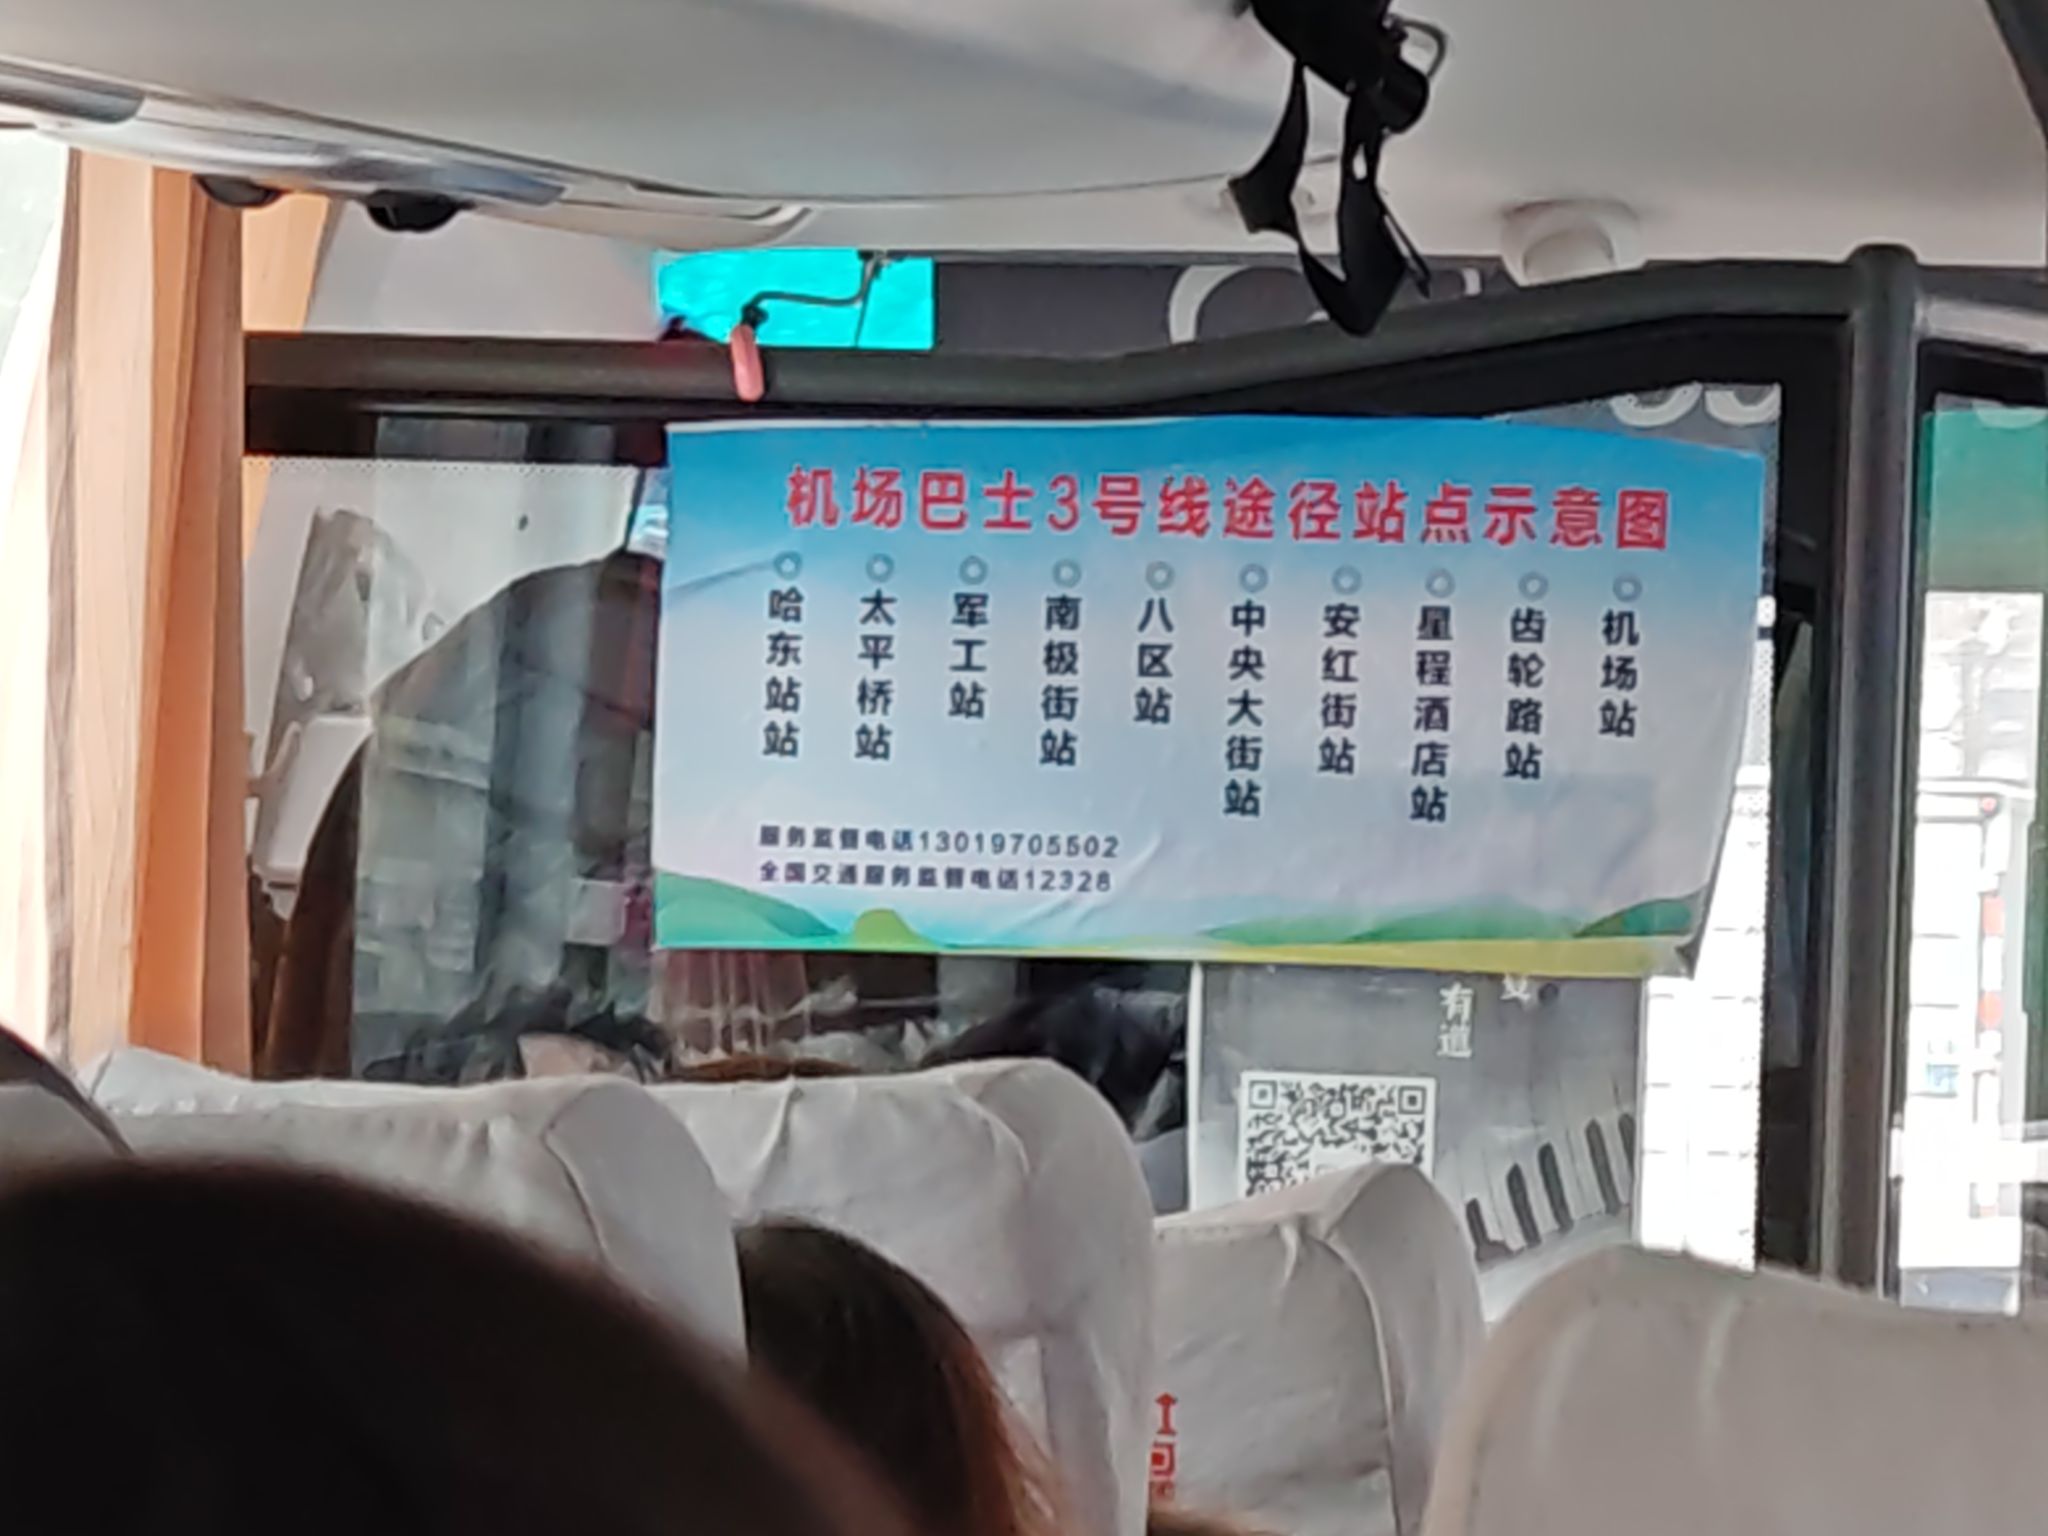 机场巴士3号线途径站点示意图
哈东站站
太平桥站
军工站
南极街站
八区站
中央大街站
安红街站
星程酒店站
齿轮路站
机场站
服务监督电话13019705502
全国交通服务监督电话12328
有道